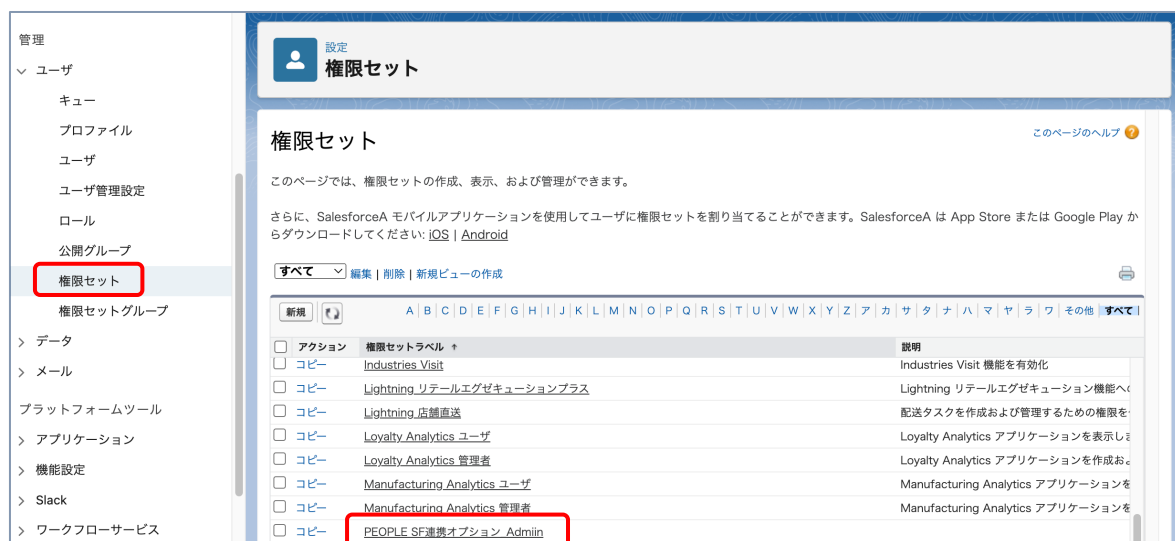 管理
ユーザ
キュー
プロファイル
ユーザ
ユーザ管理設定
ロール
公開グループ
権限セット
権限セットグループ
データ
メール
プラットフォームツール
アプリケーション
機能設定
Slack
ワークフローサービス
設定
権限セット
権限セット
このページのヘルプ ?
このページでは、権限セットの作成、表示、および管理ができます。
さらに、SalesforceA モバイルアプリケーションを使用してユーザに権限セットを割り当てることができます。SalesforceA は App Store または Google Play か
らダウンロードしてください: iOS | Android
すべて 編集 | 削除 | 新規ビューの作成
新規 A | B | C | D | E | F | G | H | I | J | K | L | M | N | O | P | Q | R | S | T | U | V | W | X | Y | Z | ア | カ | サ | タ | ナ | ハ | マ | ヤ | ラ | ワ | その他 | すべて |
アクション 権限セットラベル ↑ 説明
コピー Industries Visit Industries Visit 機能を有効化
コピー Lightning リテールエグゼキューションプラス Lightning リテールエグゼキューション機能へ
コピー Lightning 店舗直送 配送タスクを作成および管理するための権限を
コピー Loyalty Analytics ユーザ Loyalty Analytics アプリケーションを表示し
コピー Loyalty Analytics 管理者 Loyalty Analytics アプリケーションを作成お
コピー Manufacturing Analytics ユーザ Manufacturing Analytics アプリケーションを
コピー Manufacturing Analytics 管理者 Manufacturing Analytics アプリケーションを
コピー PEOPLE SF連携オプション_Admiin